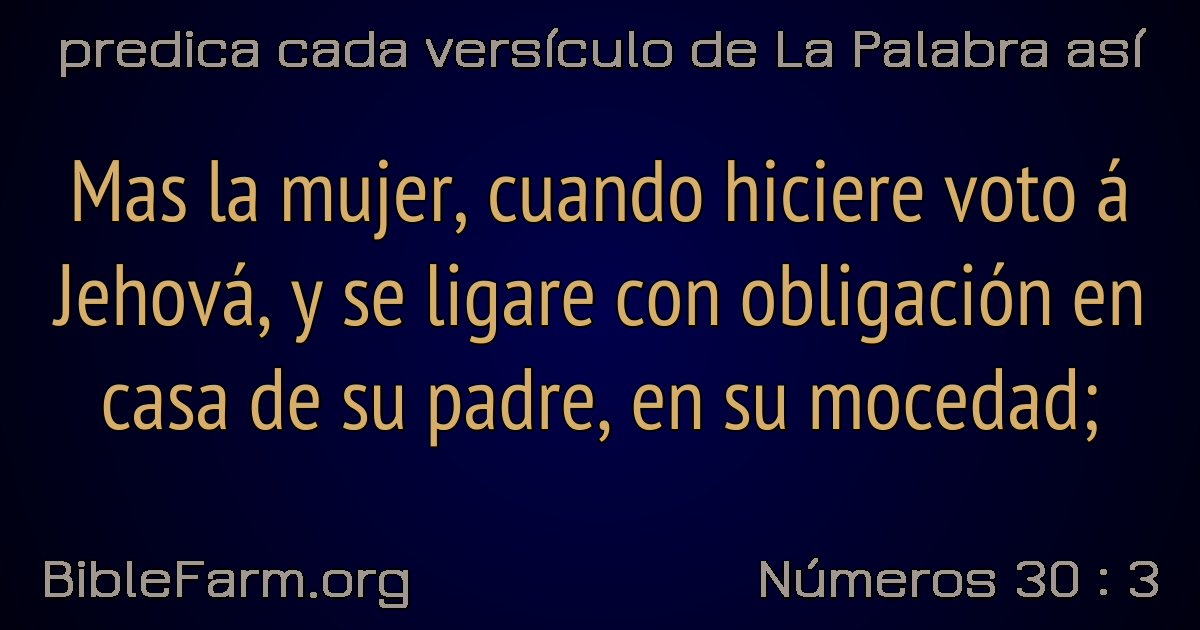 predica cada versículo de La Palabra así
Mas la mujer, cuando hiciere voto á
Jehová, y se ligare con obligación en
casa de su padre, en su mocedad;
BibleFarm.org
Números 30 : 3